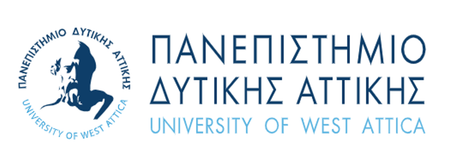 ΠΑΝΕΠΙΣΤΗΜΙΟ ΔΥΤΙΚΗΣ ΑΤΤΙΚΗΣ
UNIVERSITY OF WEST ATTICA
ΠΑΝΕΠΙΣΤΗΜΙΟ
ΔΥΤΙΚΗΣ ΑΤΤΙΚΗΣ
UNIVERSITY OF WEST ATTICA